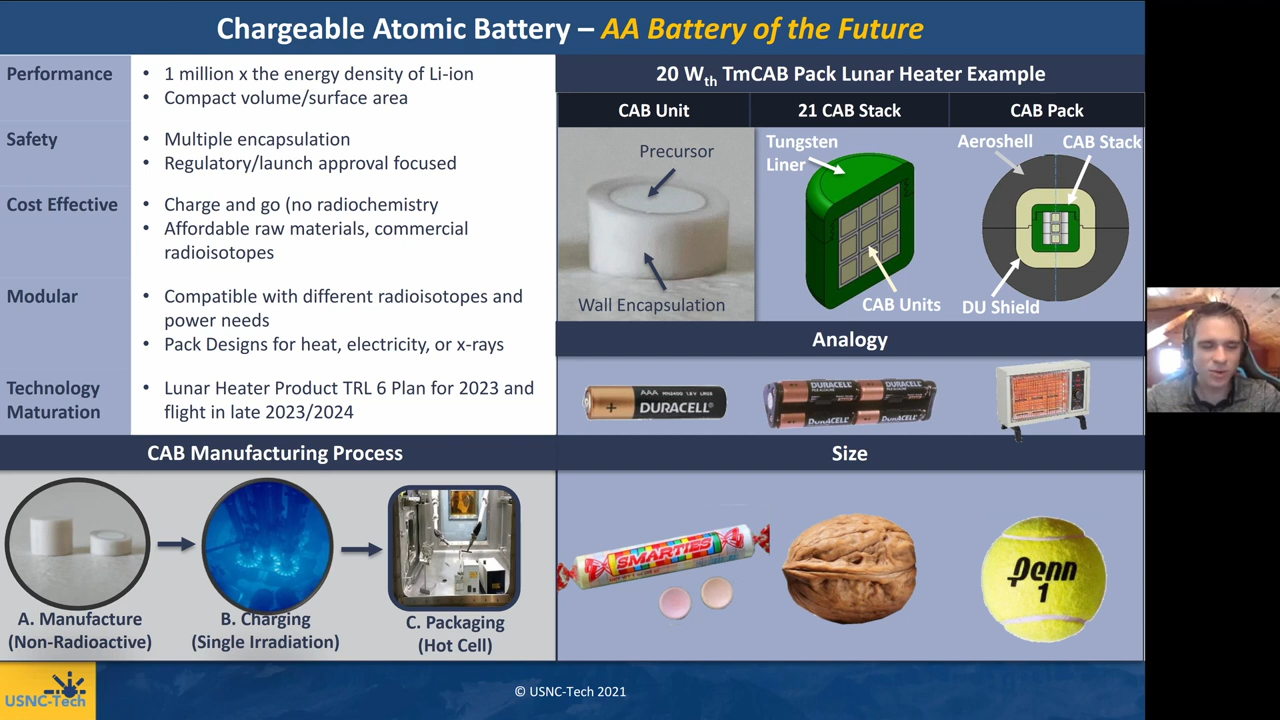 Chargeable Atomic Battery – AA Battery of the Future
Performance
• 1 million x the energy density of Li-ion
• Compact volume/surface area
Safety
• Multiple encapsulation
• Regulatory/launch approval focused
Cost Effective
• Charge and go (no radiochemistry
• Affordable raw materials, commercial
radioisotopes
Modular
• Compatible with different radioisotopes and
power needs
• Pack Designs for heat, electricity, or x-rays
Technology
Maturation
• Lunar Heater Product TRL 6 Plan for 2023 and
flight in late 2023/2024
20 Wth TmCAB Pack Lunar Heater Example
CAB Unit
21 CAB Stack
CAB Pack
Precursor
Wall Encapsulation
Tungsten
Liner
CAB Units
Aeroshell
CAB Stack
DU Shield
Analogy
AAA
DURACELL
DURACELL
DURACELL
DURACELL
DURACELL
CAB Manufacturing Process
A. Manufacture
(Non-Radioactive)
B. Charging
(Single Irradiation)
C. Packaging
(Hot Cell)
Size
SMARTIES
Penn
1
USNC-Tech
© USNC-Tech 2021